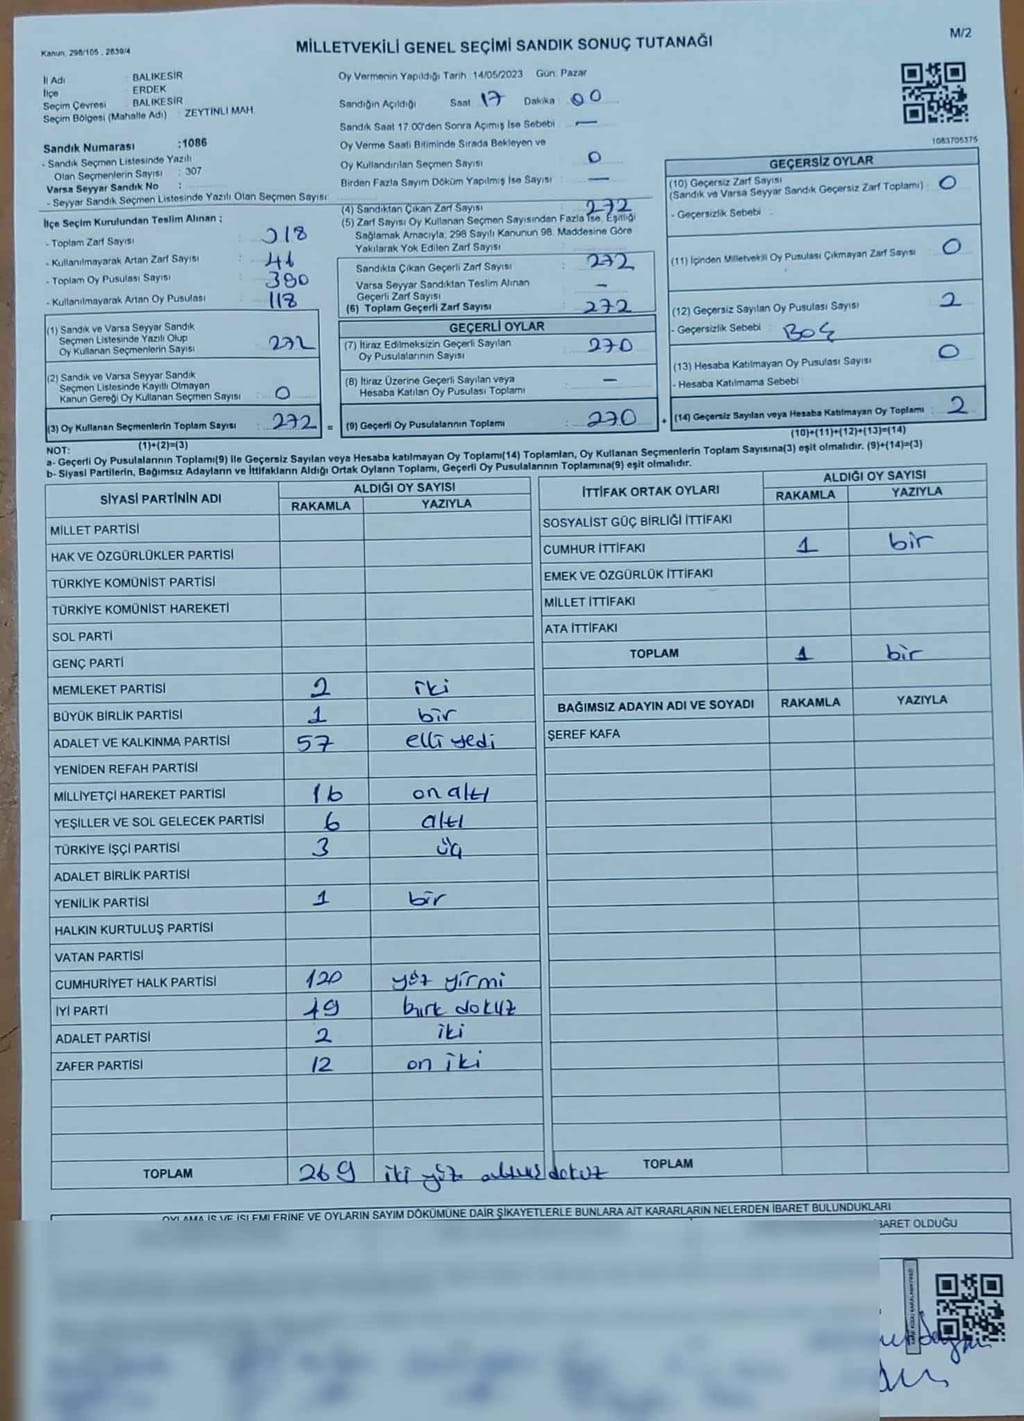 Kanun. 298/105 , 2839/4
MİLLETVEKİLİ GENEL SEÇİMİ SANDIK SONUÇ TUTANAĞI
M/2
İl Adı : BALIKESİR
İlçe : ERDEK
Seçim Çevresi : BALIKESİR
Seçim Bölgesi (Mahalle Adı) : ZEYTİNLİ MAH.
Sandık Numarası :1086
- Sandık Seçmen Listesinde Yazılı
Olan Seçmenlerin Sayısı : 307
Varsa Seyyar Sandık No :
- Seyyar Sandık Seçmen Listesinde Yazılı Olan Seçmen Sayısı:
Oy Vermenin Yapıldığı Tarih :14/05/2023 Gün: Pazar
Sandığın Açıldığı Saat 17 Dakika : 00
Sandık Saat 17 00'den Sonra Açımış İse Sebebi : —
Oy Verme Saati Bitiminde Sırada Bekleyen ve
Oy Kullandırılan Seçmen Sayısı : 0
Birden Fazla Sayım Döküm Yapılmış İse Sayısı : —
1083705375
İlçe Seçim Kurulundan Teslim Alınan ;
- Toplam Zarf Sayısı : 318
- Kullanılmayarak Artan Zarf Sayısı : 46
- Toplam Oy Pusulası Sayısı : 390
- Kullanılmayarak Artan Oy Pusulası : 118
(4) Sandıktan Çıkan Zarf Sayısı : 272
(5) Zarf Sayısı Oy Kullanan Seçmen Sayısından Fazla İse, Eşitliği
Sağlamak Amacıyla; 298 Sayılı Kanunun 98. Maddesine Göre
Yakılarak Yok Edilen Zarf Sayısı
Sandıkta Çıkan Geçerli Zarf Sayısı : 272
Varsa Seyyar Sandıktan Teslim Alınan
Geçerli Zarf Sayısı : —
(6) Toplam Geçerli Zarf Sayısı : 272
GEÇERSİZ OYLAR
(10) Geçersiz Zarf Sayısı
(Sandık ve Varsa Seyyar Sandık Geçersiz Zarf Toplamı) : 0
- Geçersizlik Sebebi :
(11) İçinden Milletvekili Oy Pusulası Çıkmayan Zarf Sayısı : 0
(12) Geçersiz Sayılan Oy Pusulası Sayısı : 2
- Geçersizlik Sebebi : BOŞ
(13) Hesaba Katılmayan Oy Pusulası Sayısı : 0
- Hesaba Katılmama Sebebi
(14) Geçersiz Sayılan veya Hesaba Katılmayan Oy Toplamı : 2
(10)+(11)+(12)+(13)=(14)
(1) Sandık ve Varsa Seyyar Sandık
Seçmen Listesinde Yazılı Olup
Oy Kullanan Seçmenlerin Sayısı : 272
(2) Sandık ve Varsa Seyyar Sandık
Seçmen Listesinde Kayıtlı Olmayan
Kanun Gereği Oy Kullanan Seçmen Sayısı : 0
(3) Oy Kullanan Seçmenlerin Toplam Sayısı : 272 =
(1)+(2)=(3)
GEÇERLİ OYLAR
(7) İtiraz Edilmeksizin Geçerli Sayılan
Oy Pusulalarının Sayısı : 270
(8) İtiraz Üzerine Geçerli Sayılan veya
Hesaba Katılan Oy Pusulası Toplamı : —
(9) Geçerli Oy Pusulalarının Toplamı : 270 +
NOT:
a- Geçerli Oy Pusulalarının Toplamı(9) ile Geçersiz Sayılan veya Hesaba katılmayan Oy Toplamı(14) Toplamları, Oy Kullanan Seçmenlerin Toplam Sayısına(3) eşit olmalıdır. (9)+(14)=(3)
b- Siyasi Partilerin, Bağımsız Adayların ve İttifakların Aldığı Ortak Oyların Toplamı, Geçerli Oy Pusulalarının Toplamına(9) eşit olmalıdır.
SİYASİ PARTİNİN ADI ALDIĞI OY SAYISI
RAKAMLA YAZIYLA
MİLLET PARTİSİ
HAK VE ÖZGÜRLÜKLER PARTİSİ
TÜRKİYE KOMÜNİST PARTİSİ
TÜRKİYE KOMÜNİST HAREKETİ
SOL PARTİ
GENÇ PARTİ
MEMLEKET PARTİSİ 2 iki
BÜYÜK BİRLİK PARTİSİ 1 bir
ADALET VE KALKINMA PARTİSİ 57 elli yedi
YENİDEN REFAH PARTİSİ
MİLLİYETÇİ HAREKET PARTİSİ 16 on altı
YEŞİLLER VE SOL GELECEK PARTİSİ 6 altı
TÜRKİYE İŞÇİ PARTİSİ 3 üç
ADALET BİRLİK PARTİSİ
YENİLİK PARTİSİ 1 bir
HALKIN KURTULUŞ PARTİSİ
VATAN PARTİSİ
CUMHURİYET HALK PARTİSİ 120 yüz yirmi
İYİ PARTİ 49 kırk dokuz
ADALET PARTİSİ 2 iki
ZAFER PARTİSİ 12 on iki
TOPLAM 269 iki yüz altmış dokuz
İTTİFAK ORTAK OYLARI ALDIĞI OY SAYISI
RAKAMLA YAZIYLA
SOSYALİST GÜÇ BİRLİĞİ İTTİFAKI
CUMHUR İTTİFAKI 1 bir
EMEK VE ÖZGÜRLÜK İTTİFAKI
MİLLET İTTİFAKI
ATA İTTİFAKI
TOPLAM 1 bir
BAĞIMSIZ ADAYIN ADI VE SOYADI RAKAMLA YAZIYLA
ŞEREF KAFA
TOPLAM
OYLAMA İŞ VE İŞLEMLERİNE VE OYLARIN SAYIM DÖKÜMÜNE DAİR ŞİKAYETLERLE BUNLARA AİT KARARLARIN NELERDEN İBARET BULUNDUKLARI
İBARET OLDUĞU